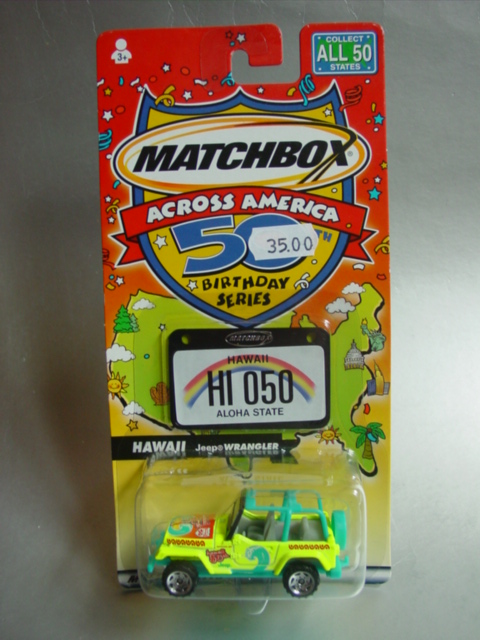 3+
COLLECT
ALL 50
STATES
MATCHBOX
ACROSS AMERICA
50TH
35.00
BIRTHDAY
SERIES
MATCHBOX
HAWAII
HI 050
ALOHA STATE
HAWAII Jeep® WRANGLER